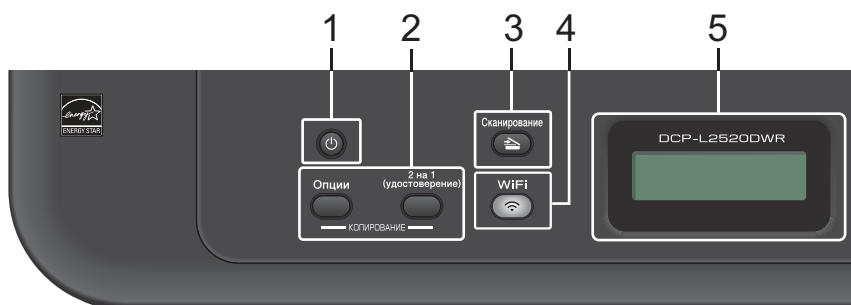 1
2
3
4
5
energy
ENERGY STAR
Сканирование
DCP-L2520DWR
Опции
2 на 1
(удостоверение)
WiFi
КОПИРОВАНИЕ